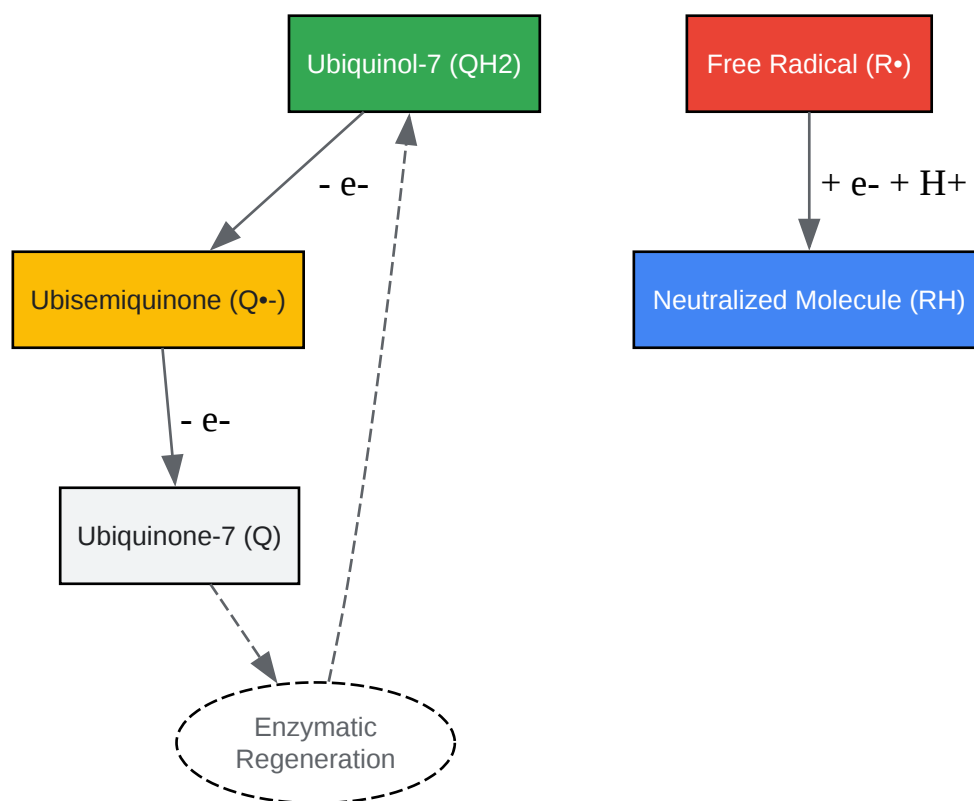 Ubiquinol-7 (QH2)
Free Radical (R•)
- e-
+ e- + H+
Ubisemiquinone (Q•-)
Neutralized Molecule (RH)
- e-
Ubiquinone-7 (Q)
Enzymatic
Regeneration